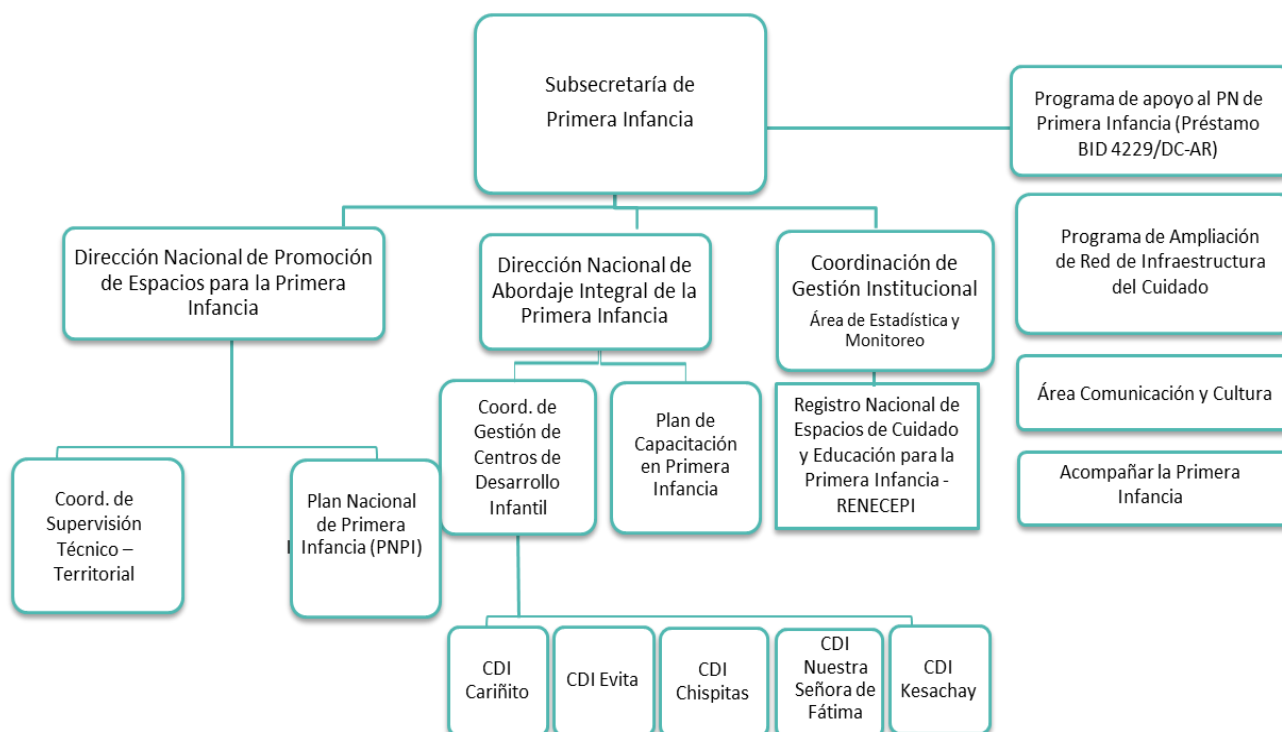 Subsecretaría de
Primera Infancia
Programa de apoyo al PN de
Primera Infancia (Préstamo
BID 4229/DC-AR)
Programa de Ampliación
de Red de Infraestructura
del Cuidado
Área Comunicación y Cultura
Acompañar la Primera
Infancia
Dirección Nacional de Promoción
de Espacios para la Primera
Infancia
Dirección Nacional de
Abordaje Integral de la
Primera Infancia
Coordinación de
Gestión Institucional
Área de Estadística y
Monitoreo
Coord. de
Supervisión
Técnico –
Territorial
Plan Nacional
de Primera
Infancia (PNPI)
Coord. de
Gestión de
Centros de
Desarrollo
Infantil
Plan de
Capacitación
en Primera
Infancia
Registro Nacional de
Espacios de Cuidado
y Educación para la
Primera Infancia -
RENECEPI
CDI
Cariñito
CDI Evita
CDI
Chispitas
CDI
Nuestra
Señora de
Fátima
CDI
Kesachay